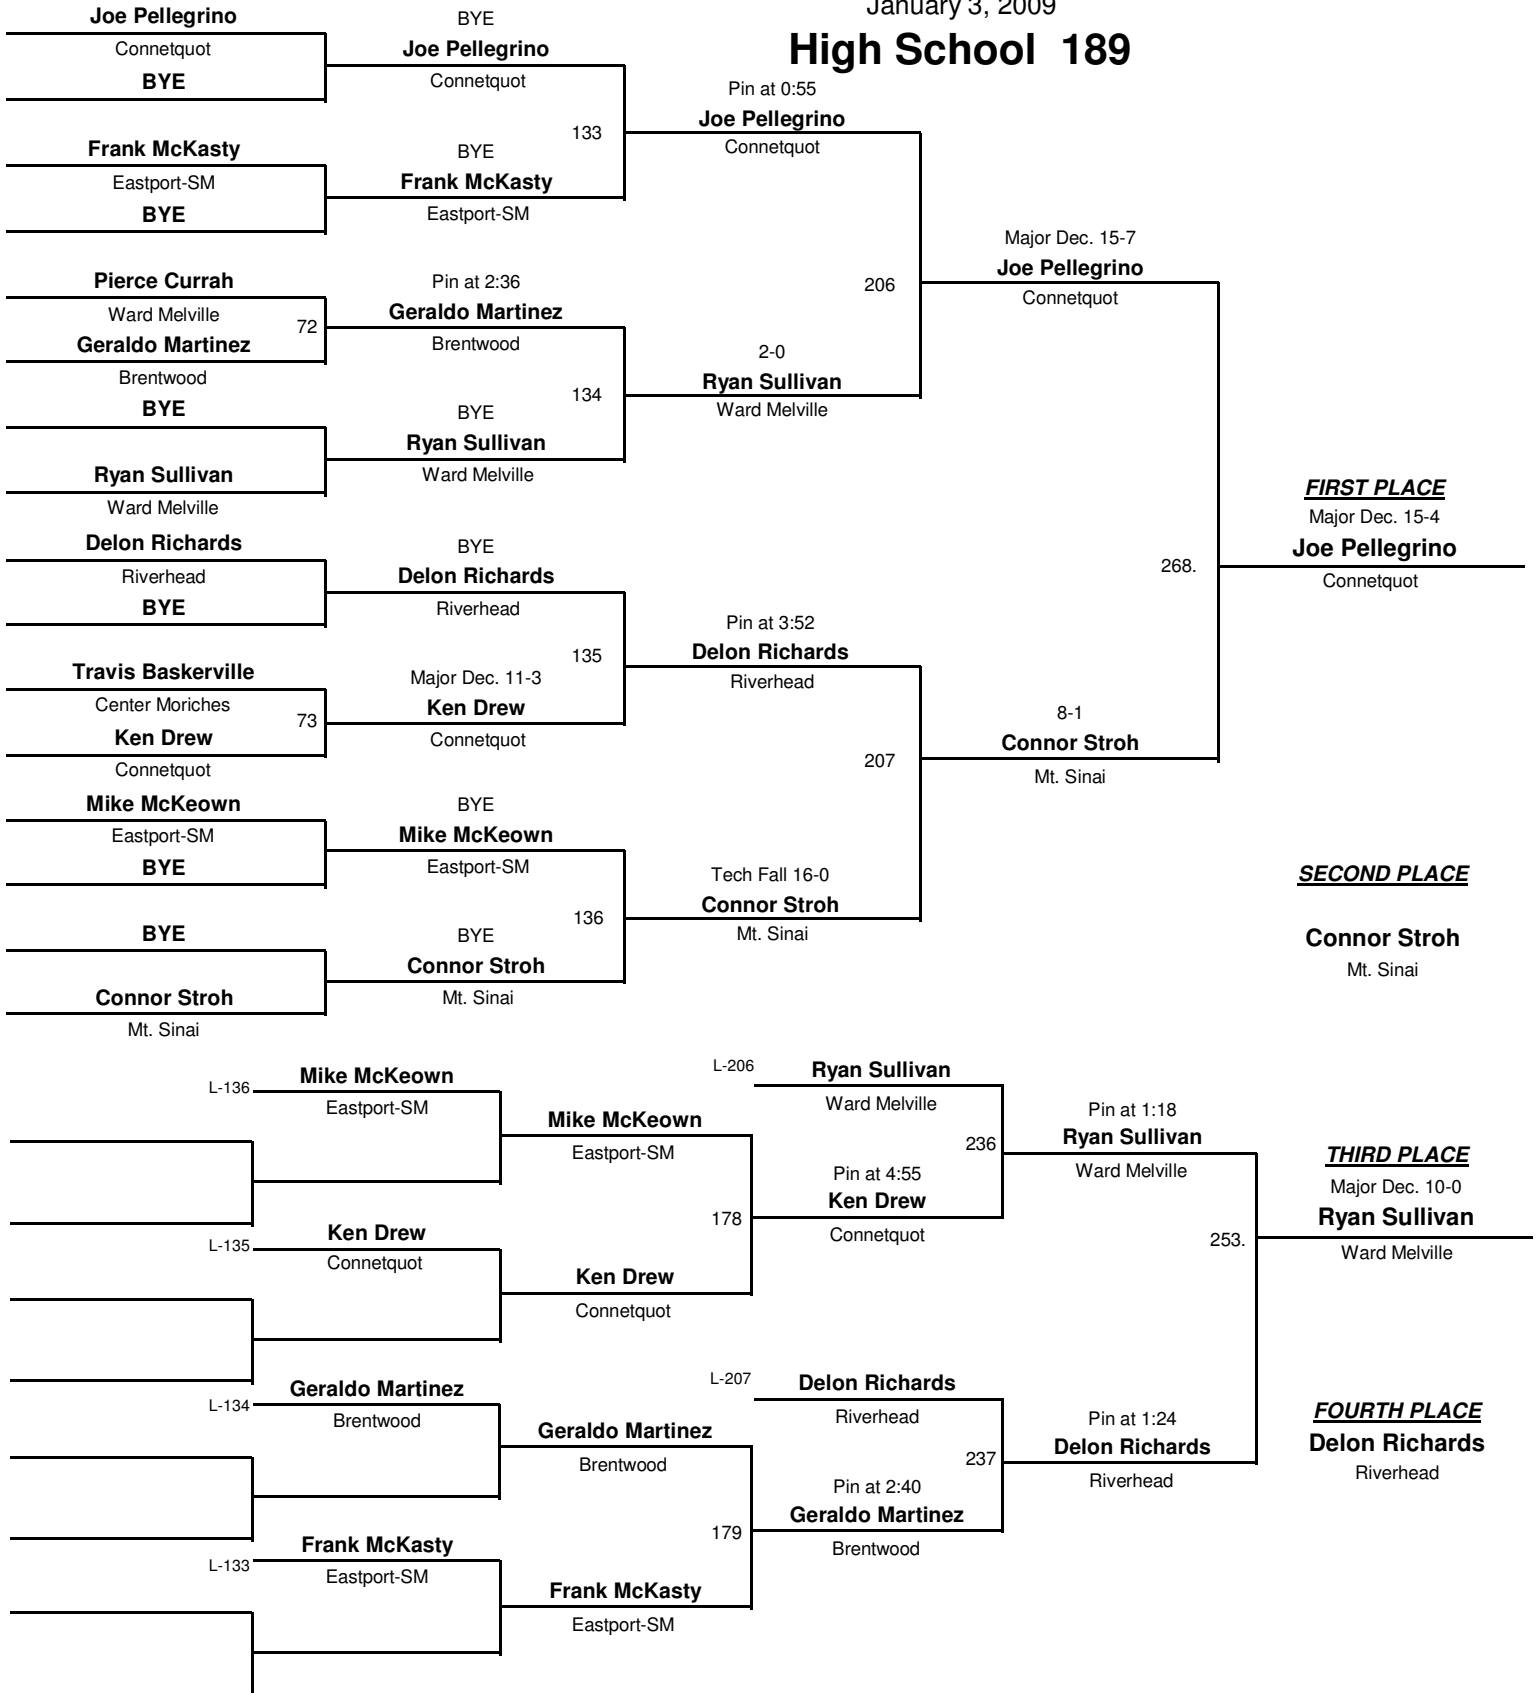 January 3, 2009
High School 189
Joe Pellegrino
Connetquot
BYE
Frank McKasty
Eastport-SM
BYE
Pierce Currah
Ward Melville
72
Geraldo Martinez
Brentwood
BYE
Ryan Sullivan
Ward Melville
Delon Richards
Riverhead
BYE
Travis Baskerville
Center Moriches
73
Ken Drew
Connetquot
Mike McKeown
Eastport-SM
BYE
BYE
Connor Stroh
Mt. Sinai
BYE
Joe Pellegrino
Connetquot
133
BYE
Frank McKasty
Eastport-SM
Pin at 2:36
Geraldo Martinez
Brentwood
134
BYE
Ryan Sullivan
Ward Melville
BYE
Delon Richards
Riverhead
135
Major Dec. 11-3
Ken Drew
Connetquot
BYE
Mike McKeown
Eastport-SM
136
BYE
Connor Stroh
Mt. Sinai
Pin at 0:55
Joe Pellegrino
Connetquot
206
2-0
Ryan Sullivan
Ward Melville
Pin at 3:52
Delon Richards
Riverhead
207
Tech Fall 16-0
Connor Stroh
Mt. Sinai
Major Dec. 15-7
Joe Pellegrino
Connetquot
268.
8-1
Connor Stroh
Mt. Sinai
FIRST PLACE
Major Dec. 15-4
Joe Pellegrino
Connetquot
SECOND PLACE
Connor Stroh
Mt. Sinai
L-136
Mike McKeown
Eastport-SM
L-135
Ken Drew
Connetquot
L-134
Geraldo Martinez
Brentwood
L-133
Frank McKasty
Eastport-SM
Mike McKeown
Eastport-SM
178
Ken Drew
Connetquot
Geraldo Martinez
Brentwood
179
Frank McKasty
Eastport-SM
L-206
Ryan Sullivan
Ward Melville
236
Pin at 4:55
Ken Drew
Connetquot
L-207
Delon Richards
Riverhead
237
Pin at 2:40
Geraldo Martinez
Brentwood
Pin at 1:18
Ryan Sullivan
Ward Melville
253.
Pin at 1:24
Delon Richards
Riverhead
THIRD PLACE
Major Dec. 10-0
Ryan Sullivan
Ward Melville
FOURTH PLACE
Delon Richards
Riverhead